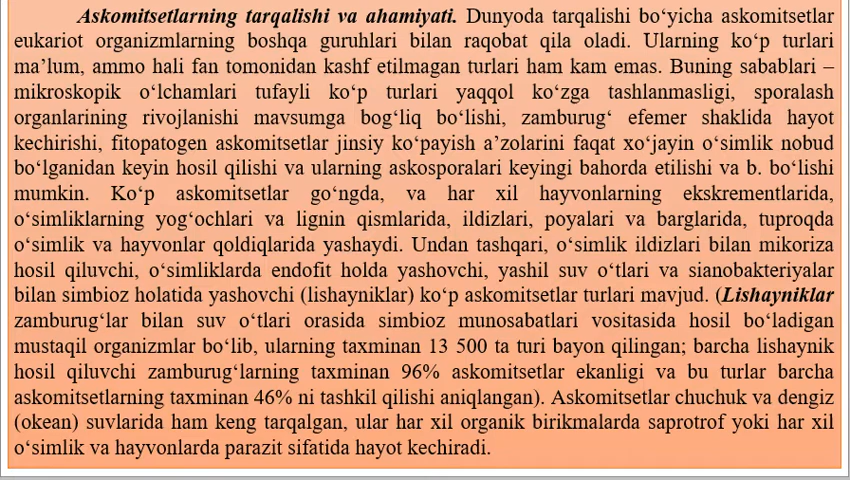 Askomitsetlarning tarqalishi va ahamiyati. Dunyoda tarqalishi bo‘yicha askomitsetlar
eukariot organizmlarning boshqa guruhlari bilan raqobat qila oladi. Ularning ko‘p turlari
ma’lum, ammo hali fan tomonidan kashf etilmagan turlari ham kam emas. Buning sabablari –
mikroskopik o‘lchamlari tufayli ko‘p turlari yaqqol ko‘zga tashlanmasligi, sporalash
organlarining rivojlanishi mavsumga bog‘liq bo‘lishi, zamburug‘ efemer shaklida hayot
kechirishi, fitopatogen askomitsetlar jinsiy ko‘payish a’zolarini faqat xo‘jayin o‘simlik nobud
bo‘lganidan keyin hosil qilishi va ularning askosporalari keyingi bahorda etilishi va b. bo‘lishi
mumkin. Ko‘p askomitsetlar go‘ngda, va har xil hayvonlarning ekskrementlarida,
o‘simliklarning yog‘ochlari va lignin qismlarida, ildizlari, poyalari va barglarida, tuproqda
o‘simlik va hayvonlar qoldiqlarida yashaydi. Undan tashqari, o‘simlik ildizlari bilan mikoriza
hosil qiluvchi, o‘simliklarda endofit holda yashovchi, yashil suv o‘tlari va sianobakteriyalar
bilan simbioz holatida yashovchi (lishayniklar) ko‘p askomitsetlar turlari mavjud. (Lishayniklar
zamburug‘lar bilan suv o‘tlari orasida simbioz munosabatlari vositasida hosil bo‘ladigan
mustaqil organizmlar bo‘lib, ularning taxminan 13 500 ta turi bayon qilingan; barcha lishaynik
hosil qiluvchi zamburug‘larning taxminan 96% askomitsetlar ekanligi va bu turlar barcha
askomitsetlarning taxminan 46% ni tashkil qilishi aniqlangan). Askomitsetlar chuchuk va dengiz
(okean) suvlarida ham keng tarqalgan, ular har xil organik birikmalarda saprotrof yoki har xil
o‘simlik va hayvonlarda parazit sifatida hayot kechiradi.